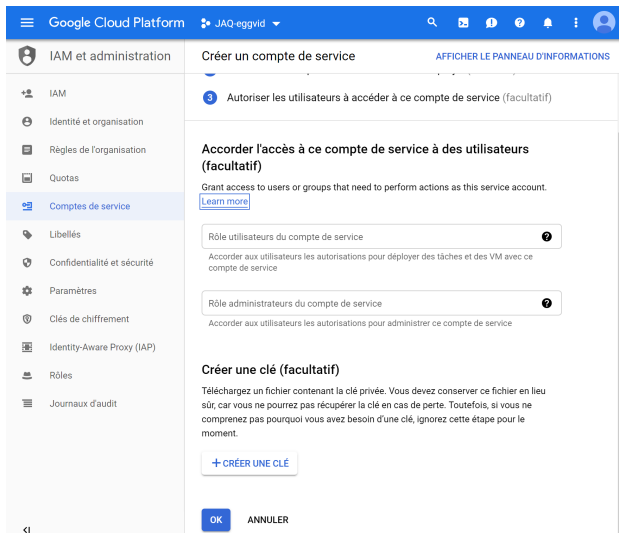 Google Cloud Platform
JAQ-eggvid
IAM et administration
Créer un compte de service
AFFICHER LE PANNEAU D'INFORMATIONS
3 Autoriser les utilisateurs à accéder à ce compte de service (facultatif)
IAM
Identité et organisation
Règles de l'organisation
Quotas
Comptes de service
Libellés
Confidentialité et sécurité
Paramètres
Clés de chiffrement
Identity-Aware Proxy (IAP)
Rôles
Journaux d'audit
Accorder l'accès à ce compte de service à des utilisateurs
(facultatif)
Grant access to users or groups that need to perform actions as this service account.
Learn more
Rôle utilisateurs du compte de service
Accorder aux utilisateurs les autorisations pour déployer des tâches et des VM avec ce
compte de service
Rôle administrateurs du compte de service
Accorder aux utilisateurs les autorisations pour administrer ce compte de service
Créer une clé (facultatif)
Téléchargez un fichier contenant la clé privée. Vous devez conserver ce fichier en lieu
sûr, car vous ne pourrez pas récupérer la clé en cas de perte. Toutefois, si vous ne
comprenez pas pourquoi vous avez besoin d'une clé, ignorez cette étape pour le
moment.
+ CRÉER UNE CLÉ
OK
ANNULER